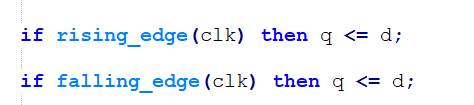 if rising_edge(clk) then q <= d;
if falling_edge(clk) then q <= d;